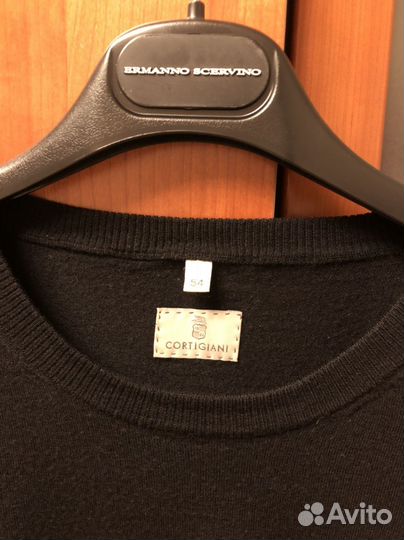 ERMANNO SCERVINO
54
CORTIGIANI
Avito